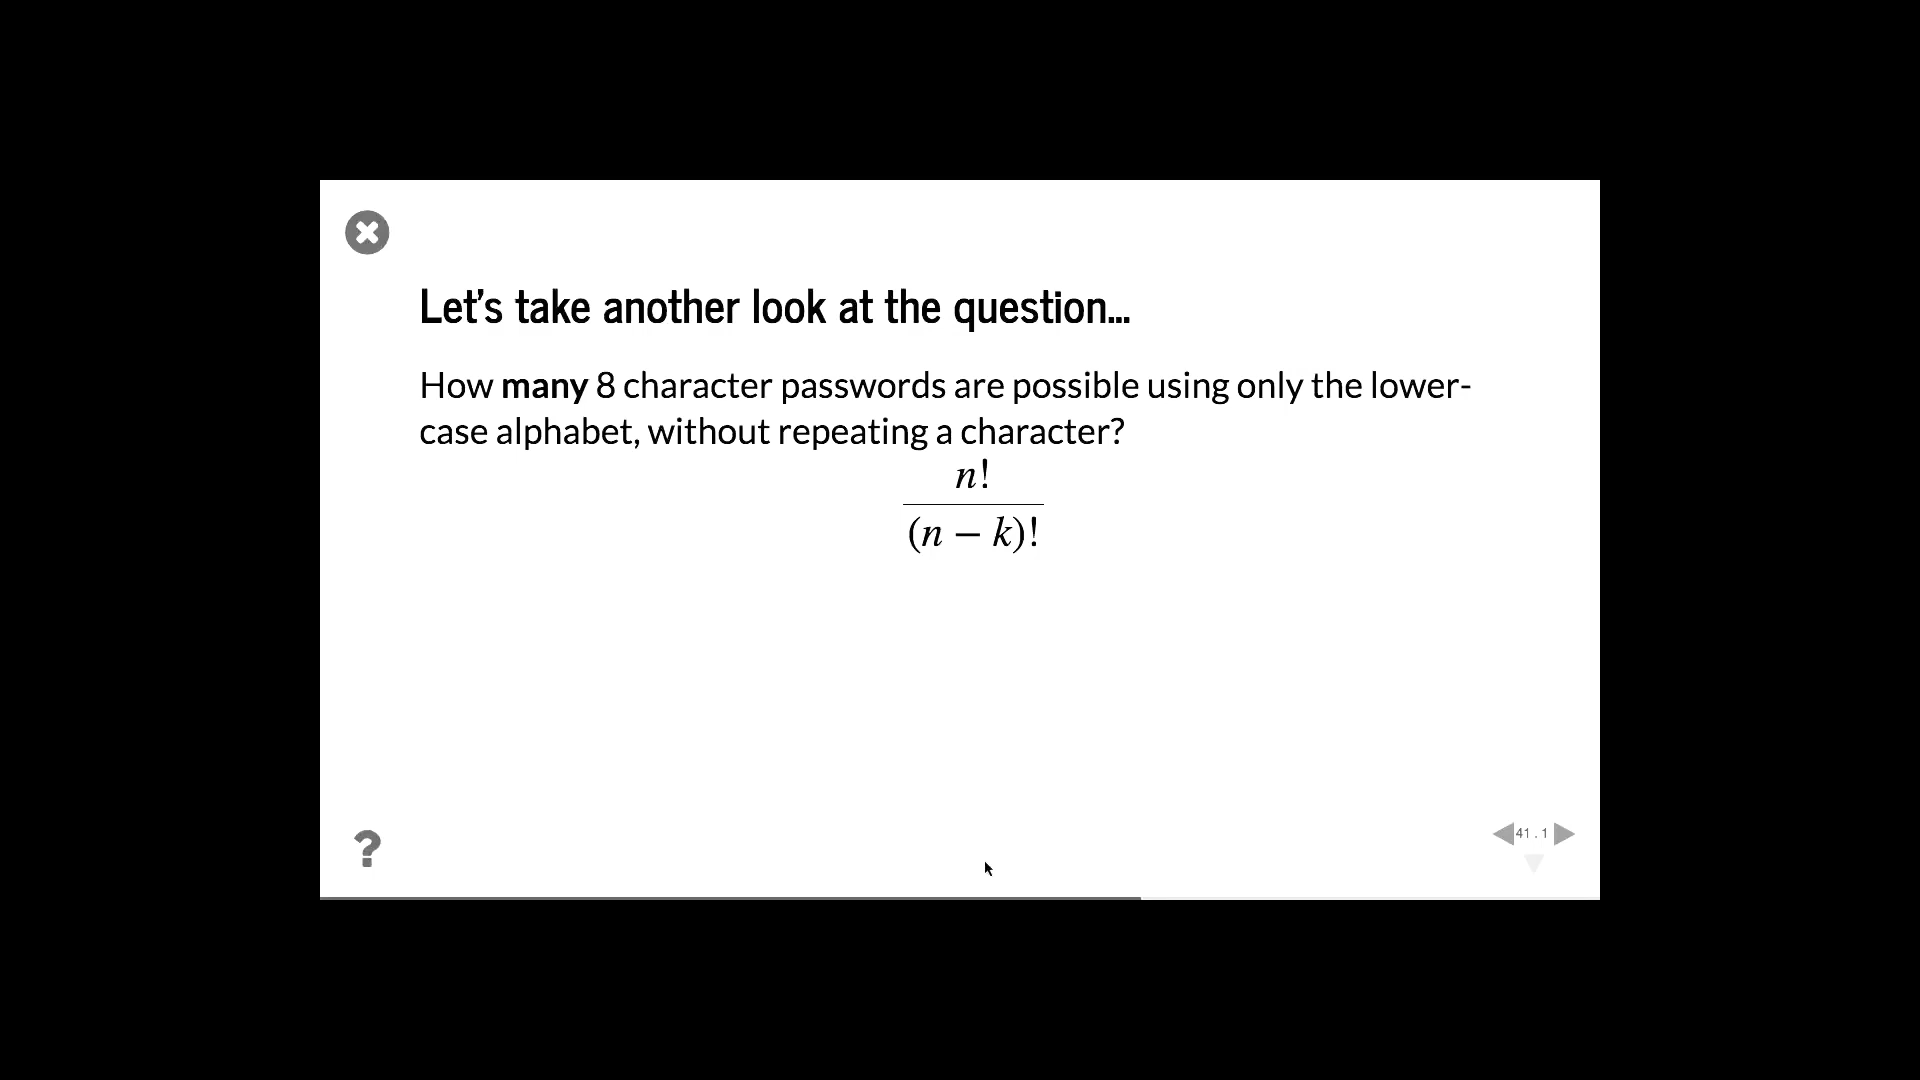 Let's take another look at the question...
How many 8 character passwords are possible using only the lower-
case alphabet, without repeating a character?
n!
(n − k)!
?
41 . 1